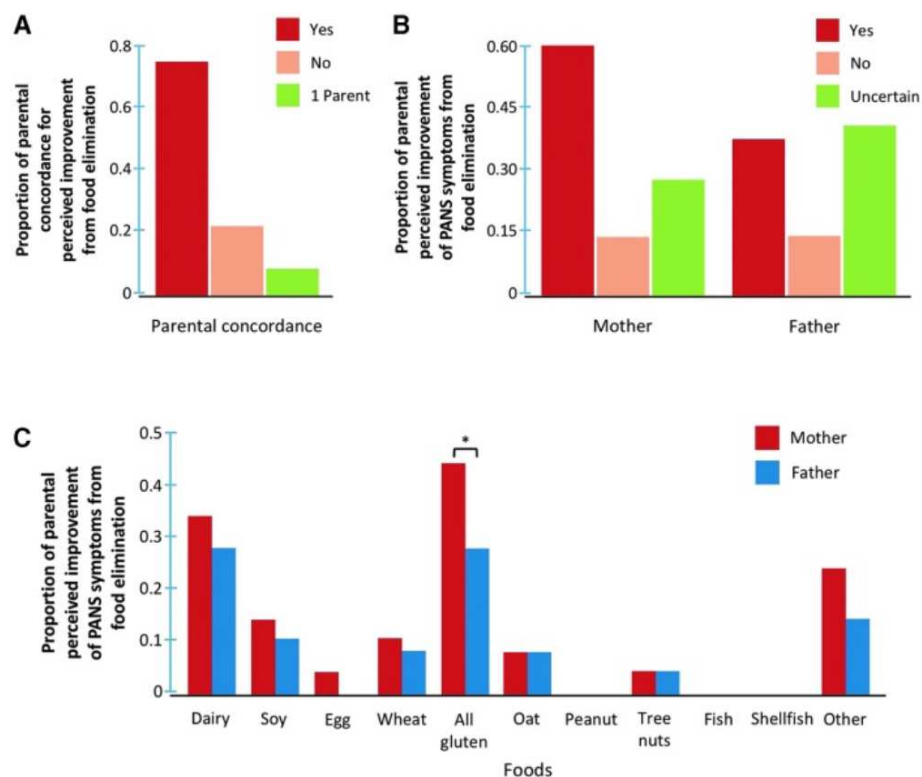 A
Proportion of parental
concordance for
perceived improvement
from food elimination
0.8
0.6
0.4
0.2
0
Yes
No
1 Parent
Parental concordance
B
Proportion of parental
perceived improvement
of PANS symptoms from
food elimination
0.60
0.45
0.30
0.15
0
Yes
No
Uncertain
Mother
Father
C
Proportion of parental
perceived improvement
of PANS symptoms from
food elimination
0.5
0.4
0.3
0.2
0.1
0
*
Mother
Father
Dairy
Soy
Egg
Wheat
All
gluten
Oat
Peanut
Tree
nuts
Fish
Shellfish
Other
Foods